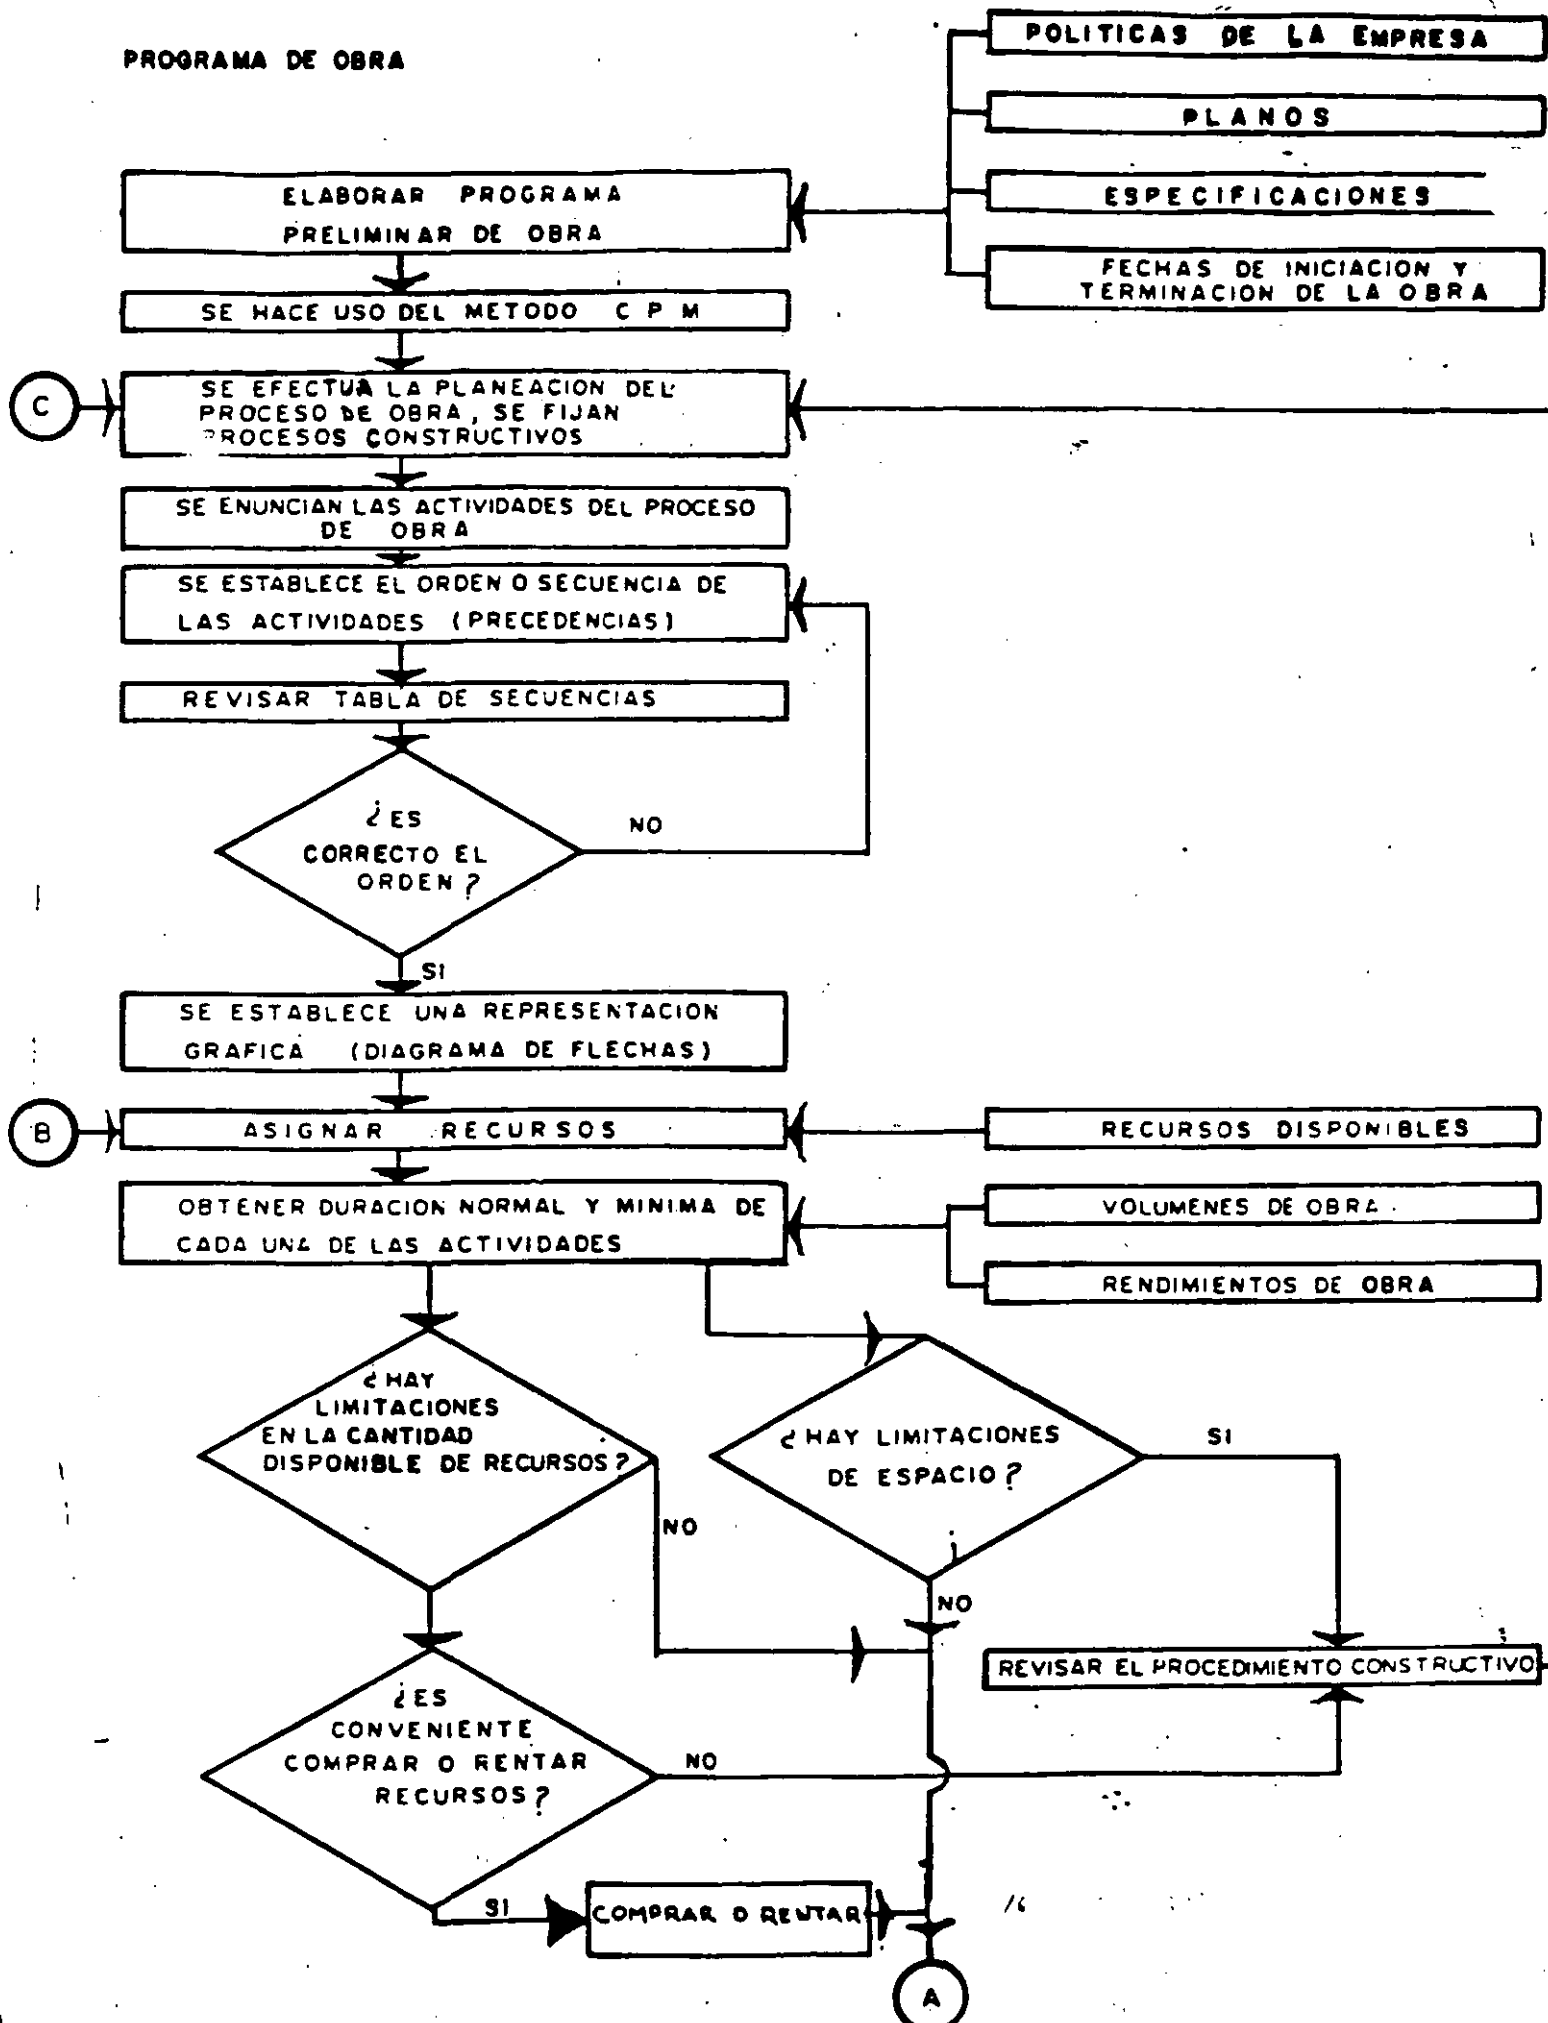 PROGRAMA DE OBRA
POLITICAS DE LA EMPRESA
PLANOS
ESPECIFICACIONES
FECHAS DE INICIACION Y
TERMINACION DE LA OBRA
ELABORAR PROGRAMA
PRELIMINAR DE OBRA
SE HACE USO DEL METODO C P M
C
SE EFECTUA LA PLANEACION DEL
PROCESO DE OBRA, SE FIJAN
PROCESOS CONSTRUCTIVOS
SE ENUNCIAN LAS ACTIVIDADES DEL PROCESO
DE OBRA
SE ESTABLECE EL ORDEN O SECUENCIA DE
LAS ACTIVIDADES (PRECEDENCIAS)
REVISAR TABLA DE SECUENCIAS
¿ES
CORRECTO EL
ORDEN?
NO
SI
SE ESTABLECE UNA REPRESENTACION
GRAFICA (DIAGRAMA DE FLECHAS)
B
ASIGNAR RECURSOS
RECURSOS DISPONIBLES
OBTENER DURACION NORMAL Y MINIMA DE
CADA UNA DE LAS ACTIVIDADES
VOLUMENES DE OBRA.
RENDIMIENTOS DE OBRA
¿HAY
LIMITACIONES
EN LA CANTIDAD
DISPONIBLE DE RECURSOS?
NO
¿HAY LIMITACIONES
DE ESPACIO?
SI
NO
REVISAR EL PROCEDIMIENTO CONSTRUCTIVO
¿ES
CONVENIENTE
COMPRAR O RENTAR
RECURSOS?
NO
SI
COMPRAR O RENTAR
16
A